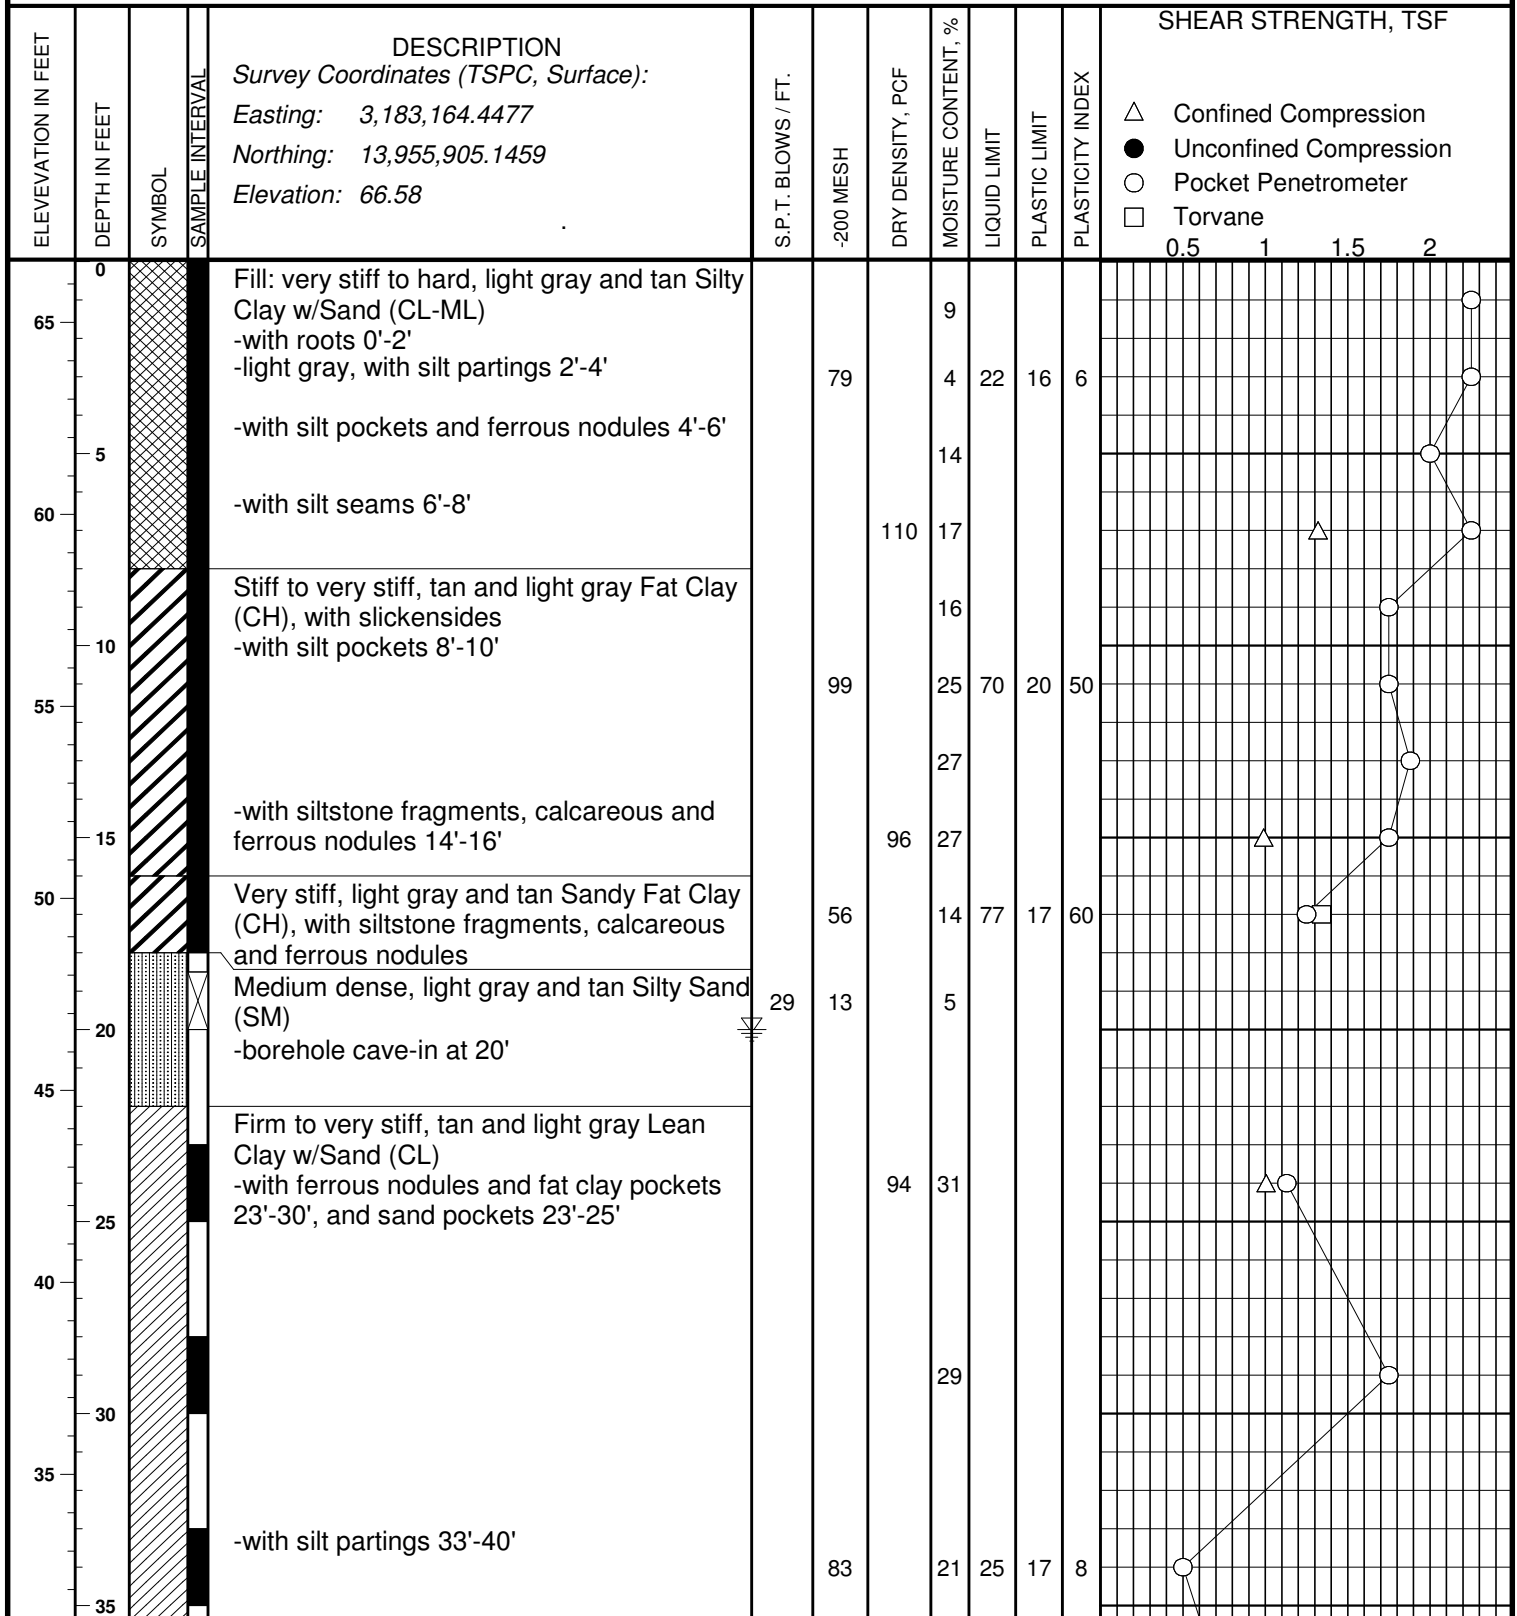 ELEVEVATION IN FEET
DEPTH IN FEET
SYMBOL
SAMPLE INTERVAL
DESCRIPTION
Survey Coordinates (TSPC, Surface):
Easting: 3,183,164.4477
Northing: 13,955,905.1459
Elevation: 66.58
.
S.P.T. BLOWS / FT.
-200 MESH
DRY DENSITY, PCF
MOISTURE CONTENT, %
LIQUID LIMIT
PLASTIC LIMIT
PLASTICITY INDEX
SHEAR STRENGTH, TSF
Confined Compression
Unconfined Compression
Pocket Penetrometer
Torvane
0.5 1 1.5 2
0
Fill: very stiff to hard, light gray and tan Silty
Clay w/Sand (CL-ML)
9
65
-with roots 0'-2'
-light gray, with silt partings 2'-4'
79 4 22 16 6
-with silt pockets and ferrous nodules 4'-6'
5
14
-with silt seams 6'-8'
60
110 17
Stiff to very stiff, tan and light gray Fat Clay
(CH), with slickensides
16
-with silt pockets 8'-10'
10
99 25 70 20 50
55
27
-with siltstone fragments, calcareous and
ferrous nodules 14'-16'
15
96 27
Very stiff, light gray and tan Sandy Fat Clay
50
(CH), with siltstone fragments, calcareous
56 14 77 17 60
and ferrous nodules
Medium dense, light gray and tan Silty Sand
29 13 5
(SM)
20
-borehole cave-in at 20'
45
Firm to very stiff, tan and light gray Lean
Clay w/Sand (CL)
-with ferrous nodules and fat clay pockets
94 31
23'-30', and sand pockets 23'-25'
25
40
29
30
35
-with silt partings 33'-40'
83 21 25 17 8
35